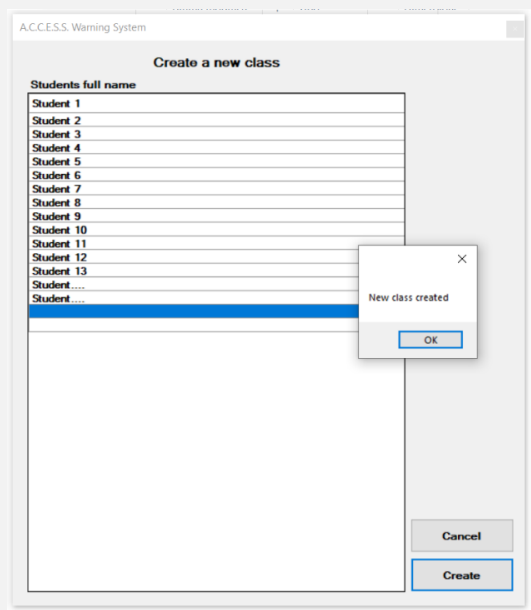 A.C.C.E.S.S. Warning System
Create a new class
Students full name
Student 1
Student 2
Student 3
Student 4
Student 5
Student 6
Student 7
Student 8
Student 9
Student 10
Student 11
Student 12
Student 13
Student....
Student....
New class created
OK
Cancel
Create